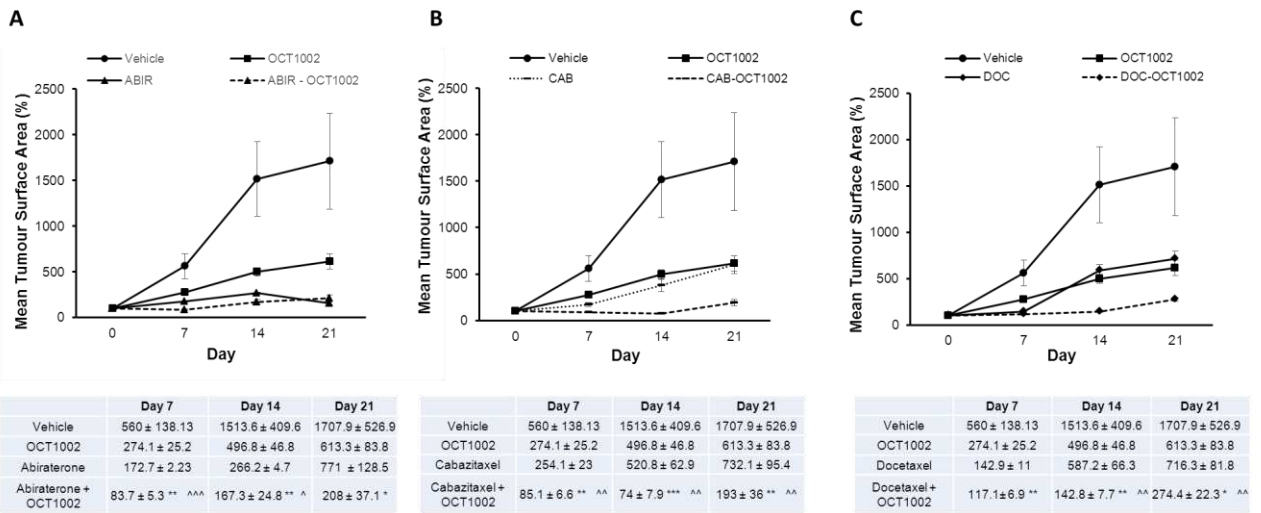 A
Vehicle
OCT1002
ABIR
ABIR - OCT1002
Mean Tumour Surface Area (%)
2500
2000
1500
1000
500
0
0 7 14 21
Day
Day 7 Day 14 Day 21
Vehicle 560 ± 138.13 1513.6 ± 409.6 1707.9 ± 526.9
OCT1002 274.1 ± 25.2 496.8 ± 46.8 613.3 ± 83.8
Abiraterone 172.7 ± 2.23 266.2 ± 4.7 771 ± 128.5
Abiraterone + OCT1002 83.7 ± 5.3 ** ^^^ 167.3 ± 24.8 ** ^ 208 ± 37.1 *
B
Vehicle
OCT1002
CAB
CAB-OCT1002
Mean Tumour Surface Area (%)
2500
2000
1500
1000
500
0
0 7 14 21
Day
Day 7 Day 14 Day 21
Vehicle 560 ± 138.13 1513.6 ± 409.6 1707.9 ± 526.9
OCT1002 274.1 ± 25.2 496.8 ± 46.8 613.3 ± 83.8
Cabazitaxel 254.1 ± 23 520.8 ± 62.9 732.1 ± 95.4
Cabazitaxel + OCT1002 85.1 ± 6.6 ** ^^ 74 ± 7.9 *** ^^ 193 ± 36 ** ^^
C
Vehicle
OCT1002
DOC
DOC-OCT1002
Mean Tumour Surface Area (%)
2500
2000
1500
1000
500
0
0 7 14 21
Day
Day 7 Day 14 Day 21
Vehicle 560 ± 138.13 1513.6 ± 409.6 1707.9 ± 526.9
OCT1002 274.1 ± 25.2 496.8 ± 46.8 613.3 ± 83.8
Docetaxel 142.9 ± 11 587.2 ± 66.3 716.3 ± 81.8
Docetaxel + OCT1002 117.1 ± 6.9 ** 142.8 ± 7.7 ** ^^ 274.4 ± 22.3 * ^^